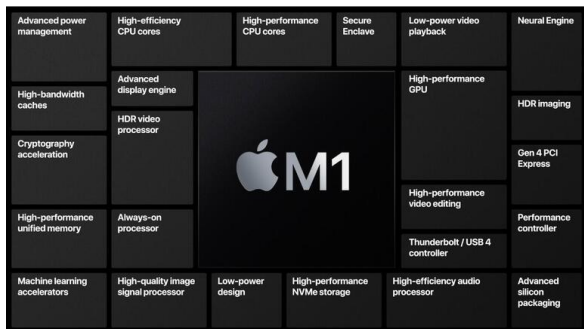 Advanced power
management
High-efficiency
CPU cores
High-performance
CPU cores
Secure
Enclave
Low-power video
playback
Neural Engine
High-bandwidth
caches
Advanced
display engine
High-performance
GPU
HDR imaging
HDR video
processor
Cryptography
acceleration
M1
Gen 4 PCI
Express
High-performance
video editing
High-performance
unified memory
Always-on
processor
Performance
controller
Thunderbolt / USB 4
controller
Machine learning
accelerators
High-quality image
signal processor
Low-power
design
High-performance
NVMe storage
High-efficiency audio
processor
Advanced
silicon
packaging